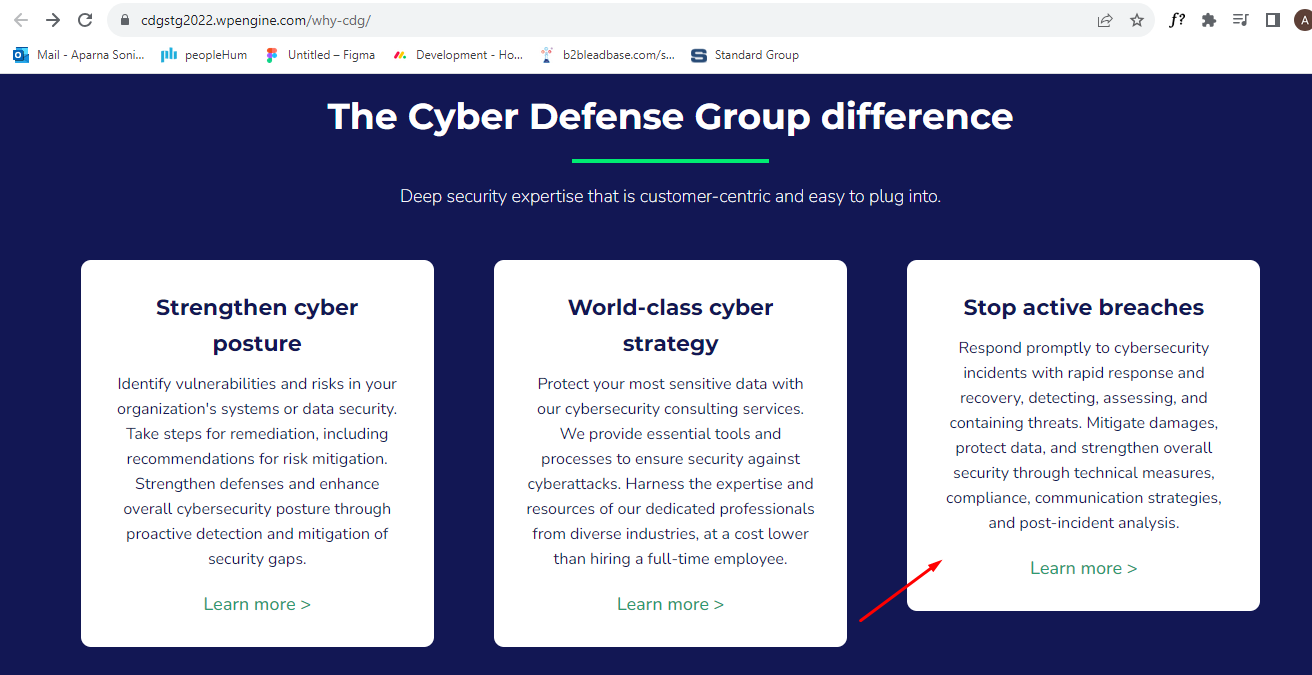 cdgstg2022.wpengine.com/why-cdg/
f?
A
Mail - Aparna Soni...
peopleHum
Untitled – Figma
Development - Ho...
b2bleadbase.com/s...
Standard Group
The Cyber Defense Group difference
Deep security expertise that is customer-centric and easy to plug into.
Strengthen cyber
posture
Identify vulnerabilities and risks in your
organization's systems or data security.
Take steps for remediation, including
recommendations for risk mitigation.
Strengthen defenses and enhance
overall cybersecurity posture through
proactive detection and mitigation of
security gaps.
Learn more >
World-class cyber
strategy
Protect your most sensitive data with
our cybersecurity consulting services.
We provide essential tools and
processes to ensure security against
cyberattacks. Harness the expertise and
resources of our dedicated professionals
from diverse industries, at a cost lower
than hiring a full-time employee.
Learn more >
Stop active breaches
Respond promptly to cybersecurity
incidents with rapid response and
recovery, detecting, assessing, and
containing threats. Mitigate damages,
protect data, and strengthen overall
security through technical measures,
compliance, communication strategies,
and post-incident analysis.
Learn more >